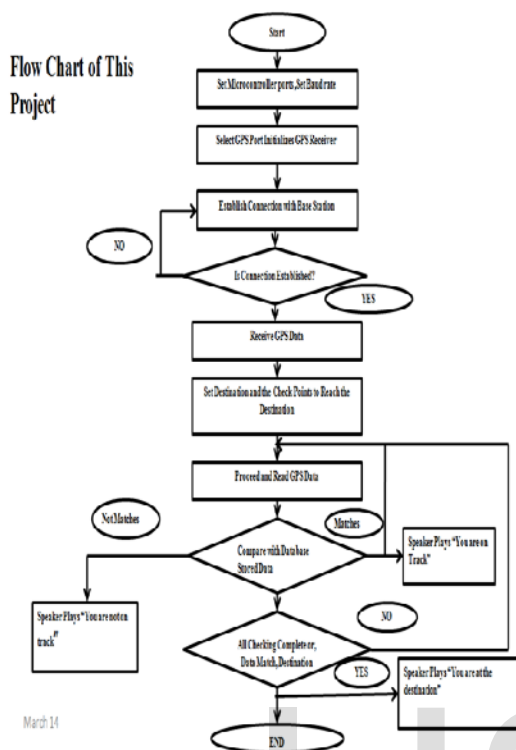 Start
Flow Chart of This
Project
Set Microcontroller ports,Set Baud rate
Select GPS Port Initializes GPS Receiver
Establish Connection with Base Station
NO
Is Connection Established?
YES
Receive GPS Data
Set Destination and the Check Points to Reach the
Destination
Proceed and Read GPS Data
Not Matches
Matches
Compare with Database
Stored Data
Speaker Plays "You are on
Track"
Speaker Plays "You are not on
track"
NO
All Checking Complete or,
Data Match, Destination
YES
Speaker Plays "You are at the
destination"
March 14
END